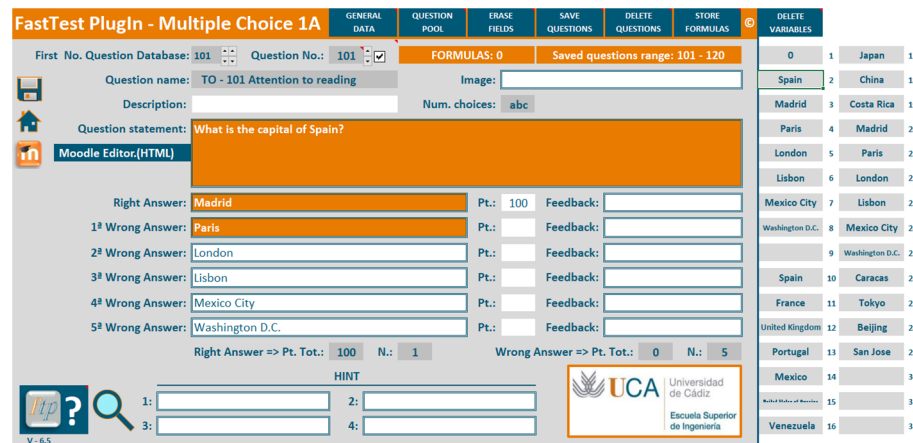 FastTest PlugIn - Multiple Choice 1A
GENERAL DATA
QUESTION POOL
ERASE FIELDS
SAVE QUESTIONS
DELETE QUESTIONS
STORE FORMULAS
©
DELETE VARIABLES
First No. Question Database: 101 Question No.: 101 FORMULAS: 0 Saved questions range: 101 - 120
Question name: TO - 101 Attention to reading Image:
Description: Num. choices: abc
Question statement: What is the capital of Spain?
Moodle Editor.(HTML)
Right Answer: Madrid Pt.: 100 Feedback:
1ª Wrong Answer: Paris Pt.: Feedback:
2ª Wrong Answer: London Pt.: Feedback:
3ª Wrong Answer: Lisbon Pt.: Feedback:
4ª Wrong Answer: Mexico City Pt.: Feedback:
5ª Wrong Answer: Washington D.C. Pt.: Feedback:
Right Answer => Pt. Tot.: 100 N.: 1 Wrong Answer => Pt. Tot.: 0 N.: 5
HINT
1: 2:
3: 4:
ftp ?
V - 6.5
UCA Universidad de Cádiz
Escuela Superior de Ingeniería
0 1 Japan 1
Spain 2 China 1
Madrid 3 Costa Rica 1
Paris 4 Madrid 2
London 5 Paris 2
Lisbon 6 London 2
Mexico City 7 Lisbon 2
Washington D.C. 8 Mexico City 2
9 Washington D.C. 2
Spain 10 Caracas 2
France 11 Tokyo 2
United Kingdom 12 Beijing 2
Portugal 13 San Jose 2
Mexico 14 3
15 3
Venezuela 16 3